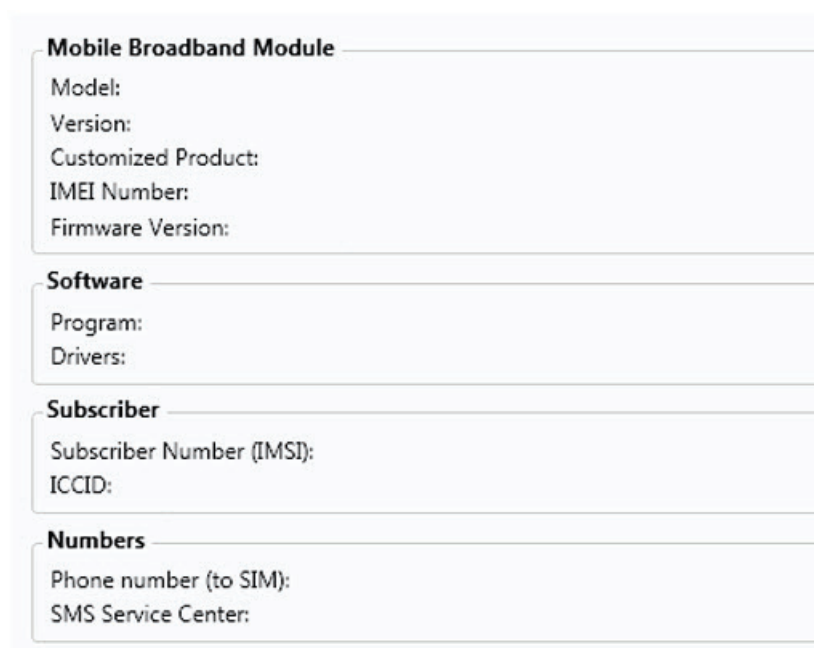 Mobile Broadband Module
Model:
Version:
Customized Product:
IMEI Number:
Firmware Version:
Software
Program:
Drivers:
Subscriber
Subscriber Number (IMSI):
ICCID:
Numbers
Phone number (to SIM):
SMS Service Center: